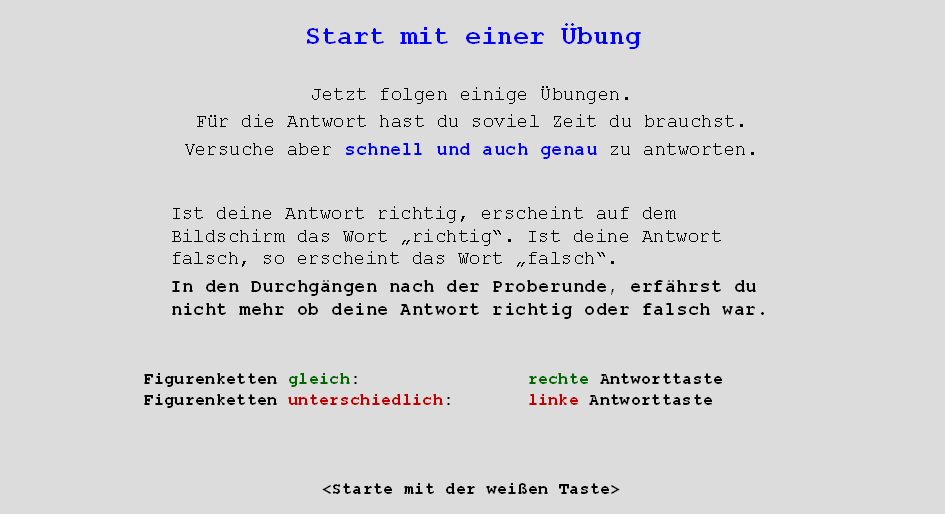 Start mit einer Übung
Jetzt folgen einige Übungen.
Für die Antwort hast du soviel Zeit du brauchst.
Versuche aber schnell und auch genau zu antworten.
Ist deine Antwort richtig, erscheint auf dem
Bildschirm das Wort „richtig“. Ist deine Antwort
falsch, so erscheint das Wort „falsch“.
In den Durchgängen nach der Proberunde, erfährst du
nicht mehr ob deine Antwort richtig oder falsch war.
Figurenketten gleich: rechte Antworttaste
Figurenketten unterschiedlich: linke Antworttaste
<Starte mit der weißen Taste>